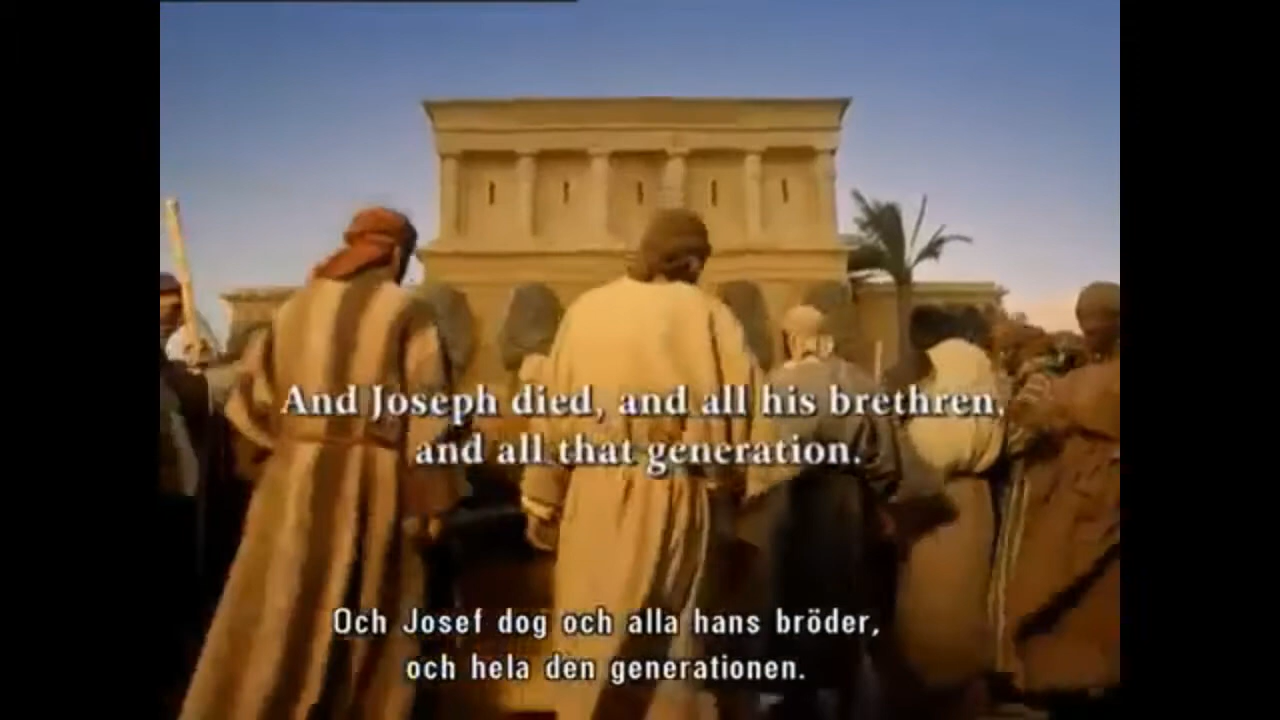 And Joseph died, and all his brethren,
and all that generation.
Och Josef dog och alla hans bröder,
och hela den generationen.